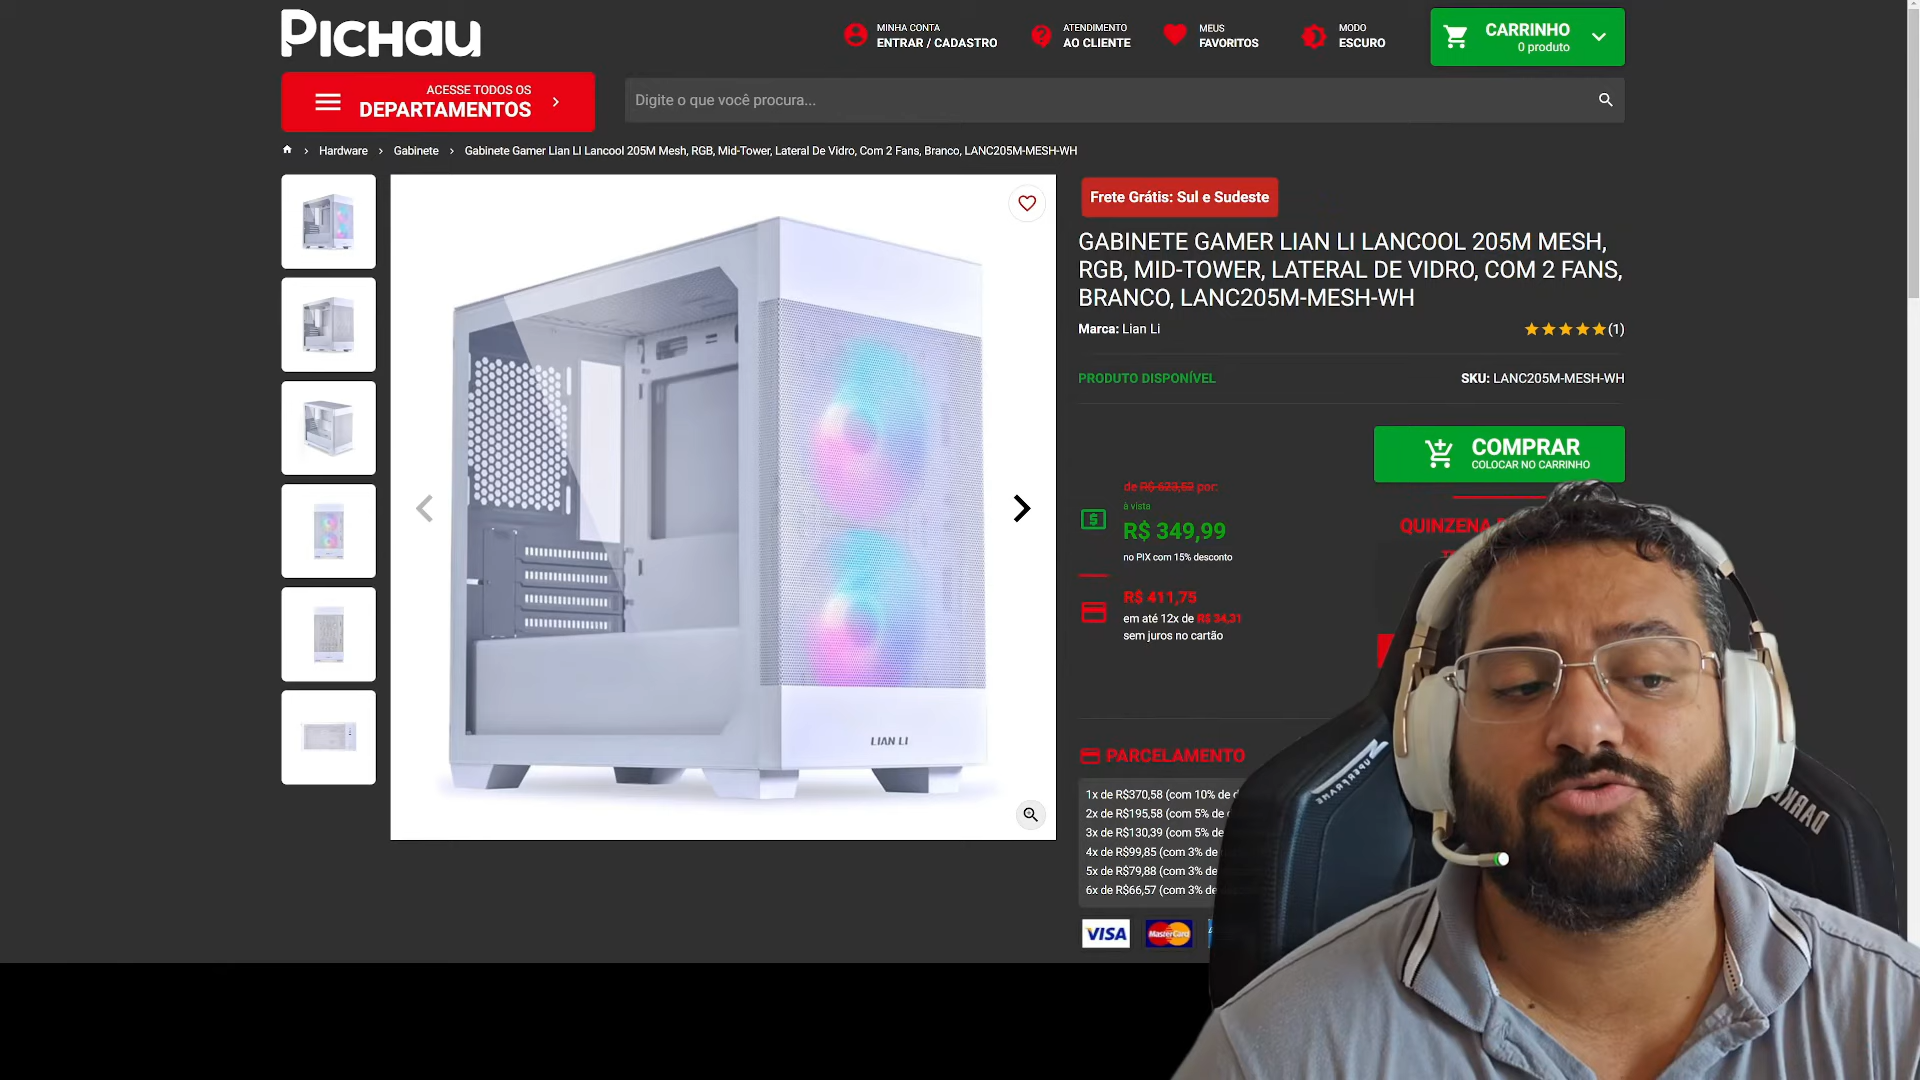 PICHAU
MINHA CONTA
ENTRAR / CADASTRO
ATENDIMENTO
AO CLIENTE
MEUS
FAVORITOS
MODO
ESCURO
CARRINHO
0 produto
ACESSE TODOS OS
DEPARTAMENTOS
Digite o que você procura...
Hardware > Gabinete > Gabinete Gamer Lian LI Lancool 205M Mesh, RGB, Mid-Tower, Lateral De Vidro, Com 2 Fans, Branco, LANC205M-MESH-WH
Frete Grátis: Sul e Sudeste
GABINETE GAMER LIAN LI LANCOOL 205M MESH,
RGB, MID-TOWER, LATERAL DE VIDRO, COM 2 FANS,
BRANCO, LANC205M-MESH-WH
Marca: Lian Li
(1)
PRODUTO DISPONÍVEL
SKU: LANC205M-MESH-WH
COMPRAR
COLOCAR NO CARRINHO
de R$ 623,52 por:
à vista
R$ 349,99
no PIX com 15% desconto
QUINZENA
R$ 411,75
em até 12x de R$ 34,31
sem juros no cartão
LIAN LI
PARCELAMENTO
1x de R$370,58 (com 10% de
2x de R$195,58 (com 5% de
3x de R$130,39 (com 5% de
4x de R$99,85 (com 3% de
5x de R$79,88 (com 3% de
6x de R$66,57 (com 3% de
VISA
MasterCard
SUPERFRAME
DARK